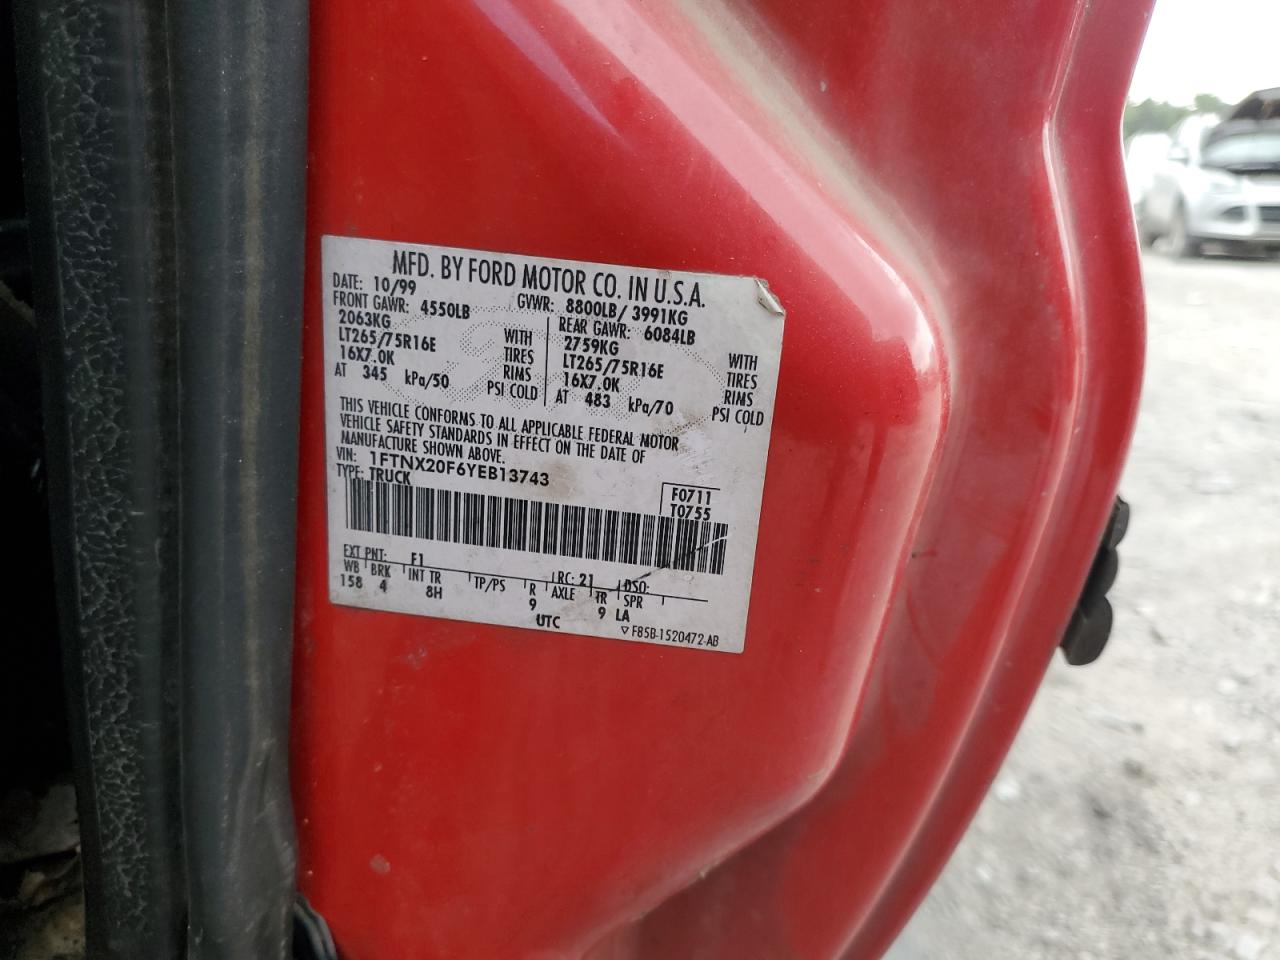 MFD. BY FORD MOTOR CO. IN U.S.A.
DATE: 10/99 GVWR: 8800LB/ 3991KG
FRONT GAWR: 4550LB REAR GAWR: 6084LB
2063KG WITH 2759KG WITH
LT265/75R16E TIRES LT265/75R16E TIRES
16X7.0K RIMS 16X7.0K RIMS
AT 345 kPa/50 PSI COLD AT 483 kPa/70 PSI COLD
THIS VEHICLE CONFORMS TO ALL APPLICABLE FEDERAL MOTOR
VEHICLE SAFETY STANDARDS IN EFFECT ON THE DATE OF
MANUFACTURE SHOWN ABOVE.
VIN: 1FTNX20F6YEB13743
TYPE: TRUCK
F0711
T0755
EXT PNT: F1 RC: 21 DSO:
WB BRK INT TR TP/PS R AXLE TR SPR
158 4 8H 9 9 LA
UTC
▽ F85B-1520472-AB